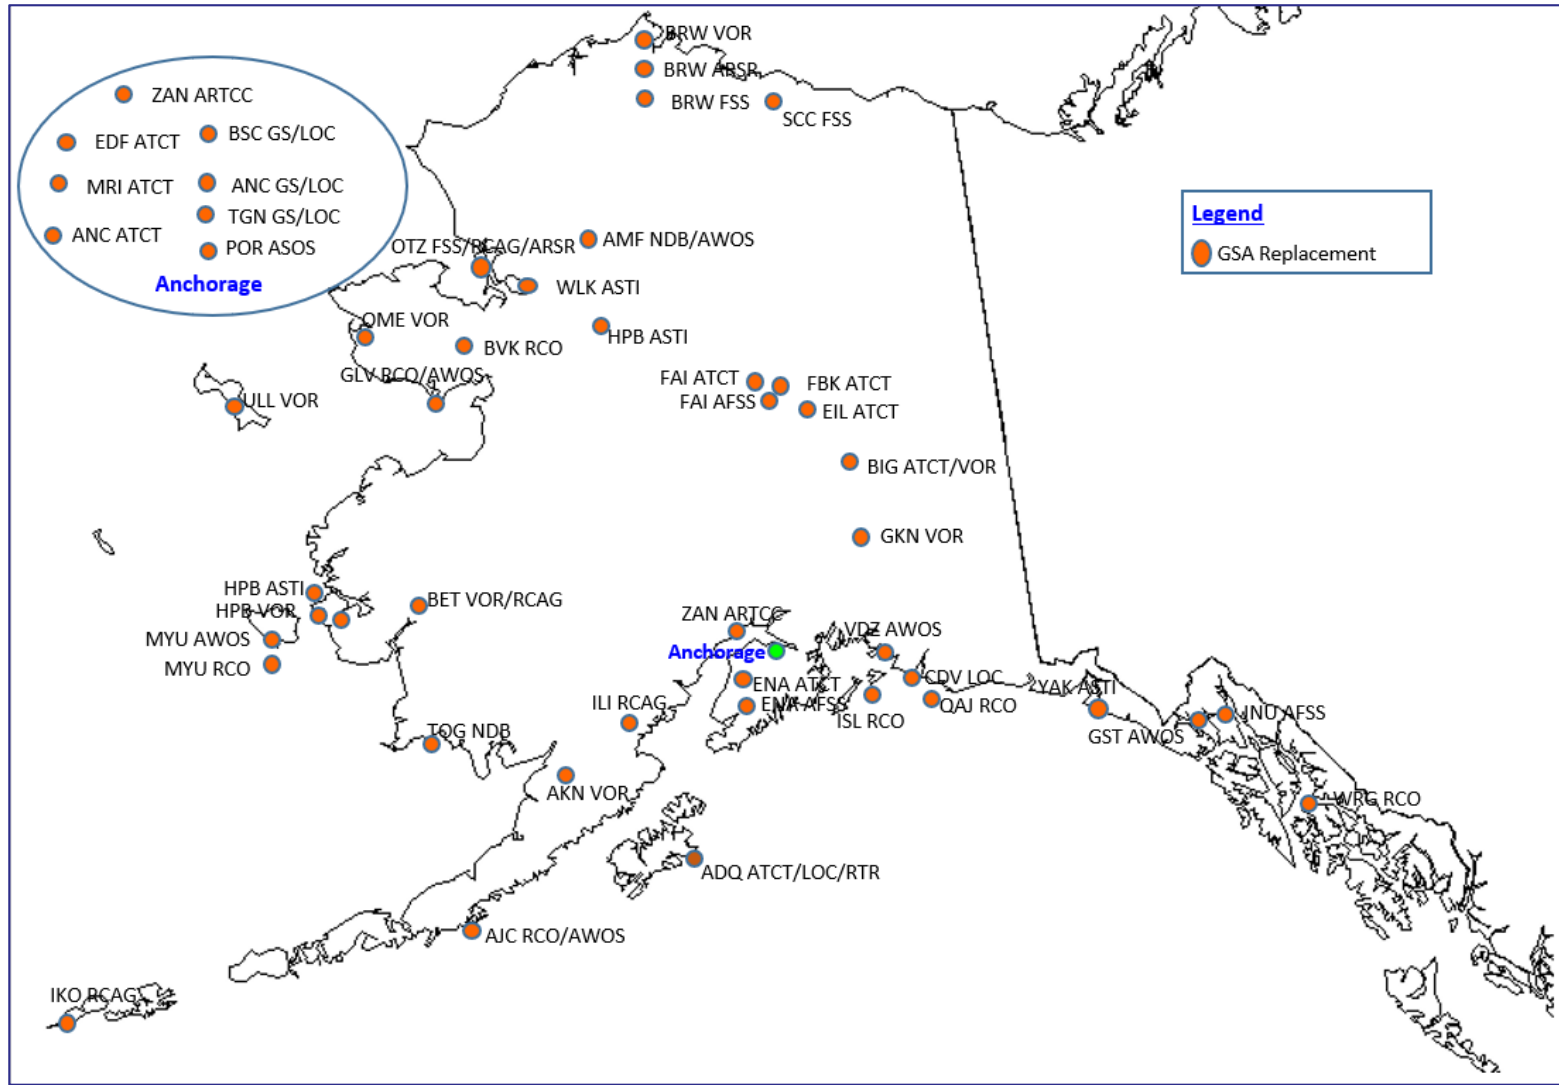 BRW VOR
BRW ARSR
BRW FSS
SCC FSS
ZAN ARTCC
EDF ATCT
BSC GS/LOC
MRI ATCT
ANC GS/LOC
TGN GS/LOC
ANC ATCT
POR ASOS
Anchorage
Legend
GSA Replacement
OTZ FSS/RCAG/ARSR
AMF NDB/AWOS
WLK ASTI
OME VOR
BVK RCO
HPB ASTI
GLV RCO/AWOS
ULL VOR
FAI ATCT
FBK ATCT
FAI AFSS
EIL ATCT
BIG ATCT/VOR
GKN VOR
HPB ASTI
HPB VOR
BET VOR/RCAG
MYU AWOS
MYU RCO
ZAN ARTCC
VDZ AWOS
Anchorage
ENA ATCT
CDV LOC
YAK ASTI
ENA AFSS
ISL RCO
QAJ RCO
ILI RCAG
GST AWOS
JNU AFSS
TOG NDB
AKN VOR
WRG RCO
ADQ ATCT/LOC/RTR
AJC RCO/AWOS
IKO RCAG